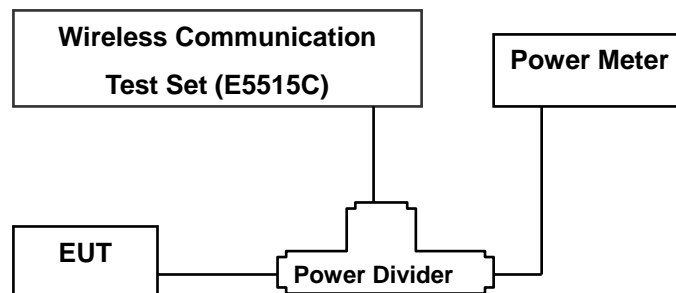 Wireless Communication
Test Set (E5515C)
Power Meter
EUT
Power Divider